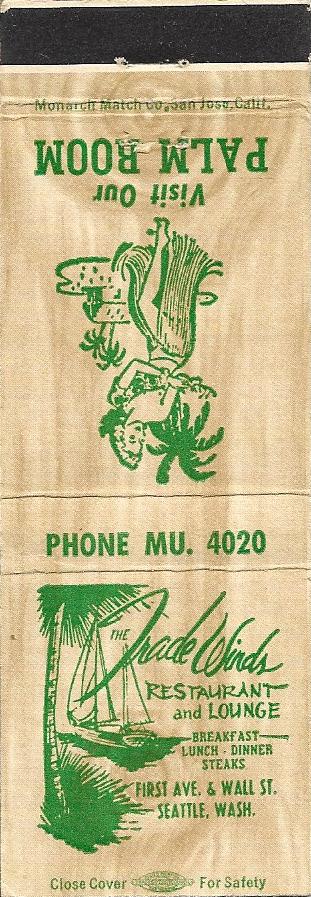 Monarch Match Co., San Jose, Calif.
Visit Our
PALM ROOM
PHONE MU. 4020
THE
Trade Winds
RESTAURANT
and LOUNGE
BREAKFAST
LUNCH - DINNER
STEAKS
FIRST AVE. & WALL ST.
SEATTLE, WASH.
Close Cover For Safety